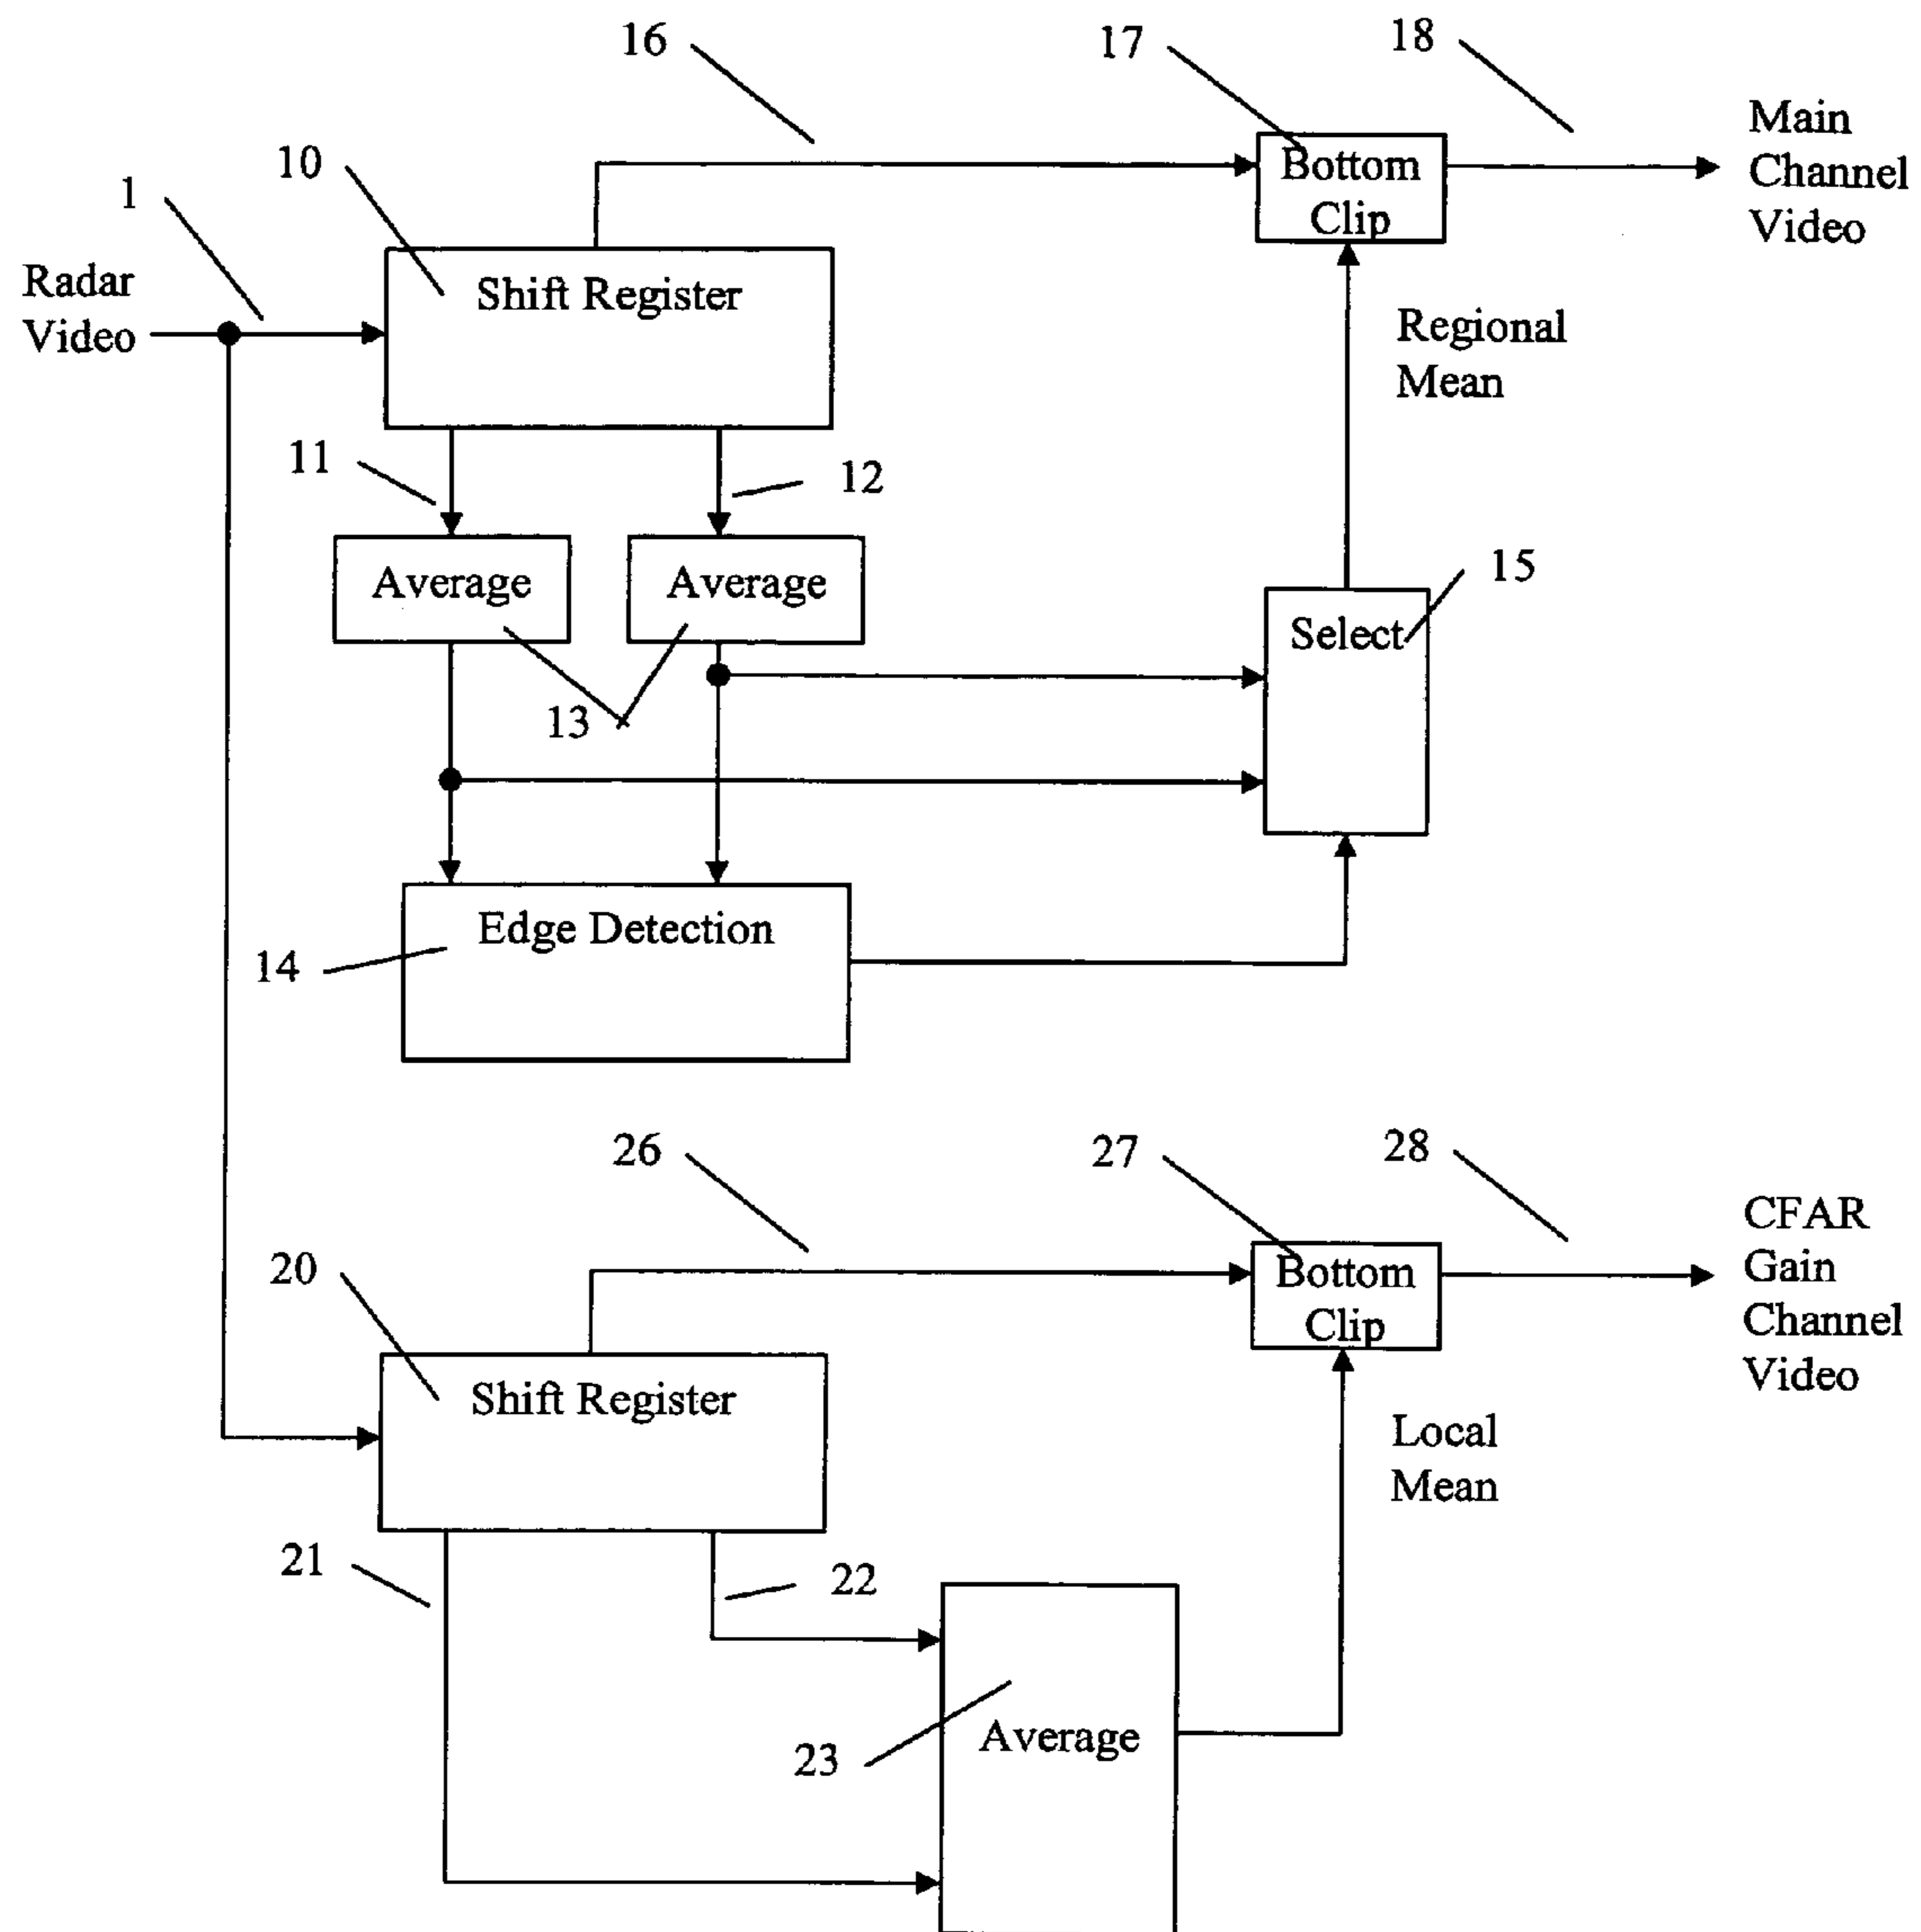 16
17
18
Main
Channel
Video
10
1
Bottom
Clip
Radar
Video
Shift Register
Regional
Mean
11
12
Average
Average
15
Select
13
Edge Detection
14
26
27
28
CFAR
Gain
Channel
Video
20
Bottom
Clip
Shift Register
Local
Mean
21
22
23
Average